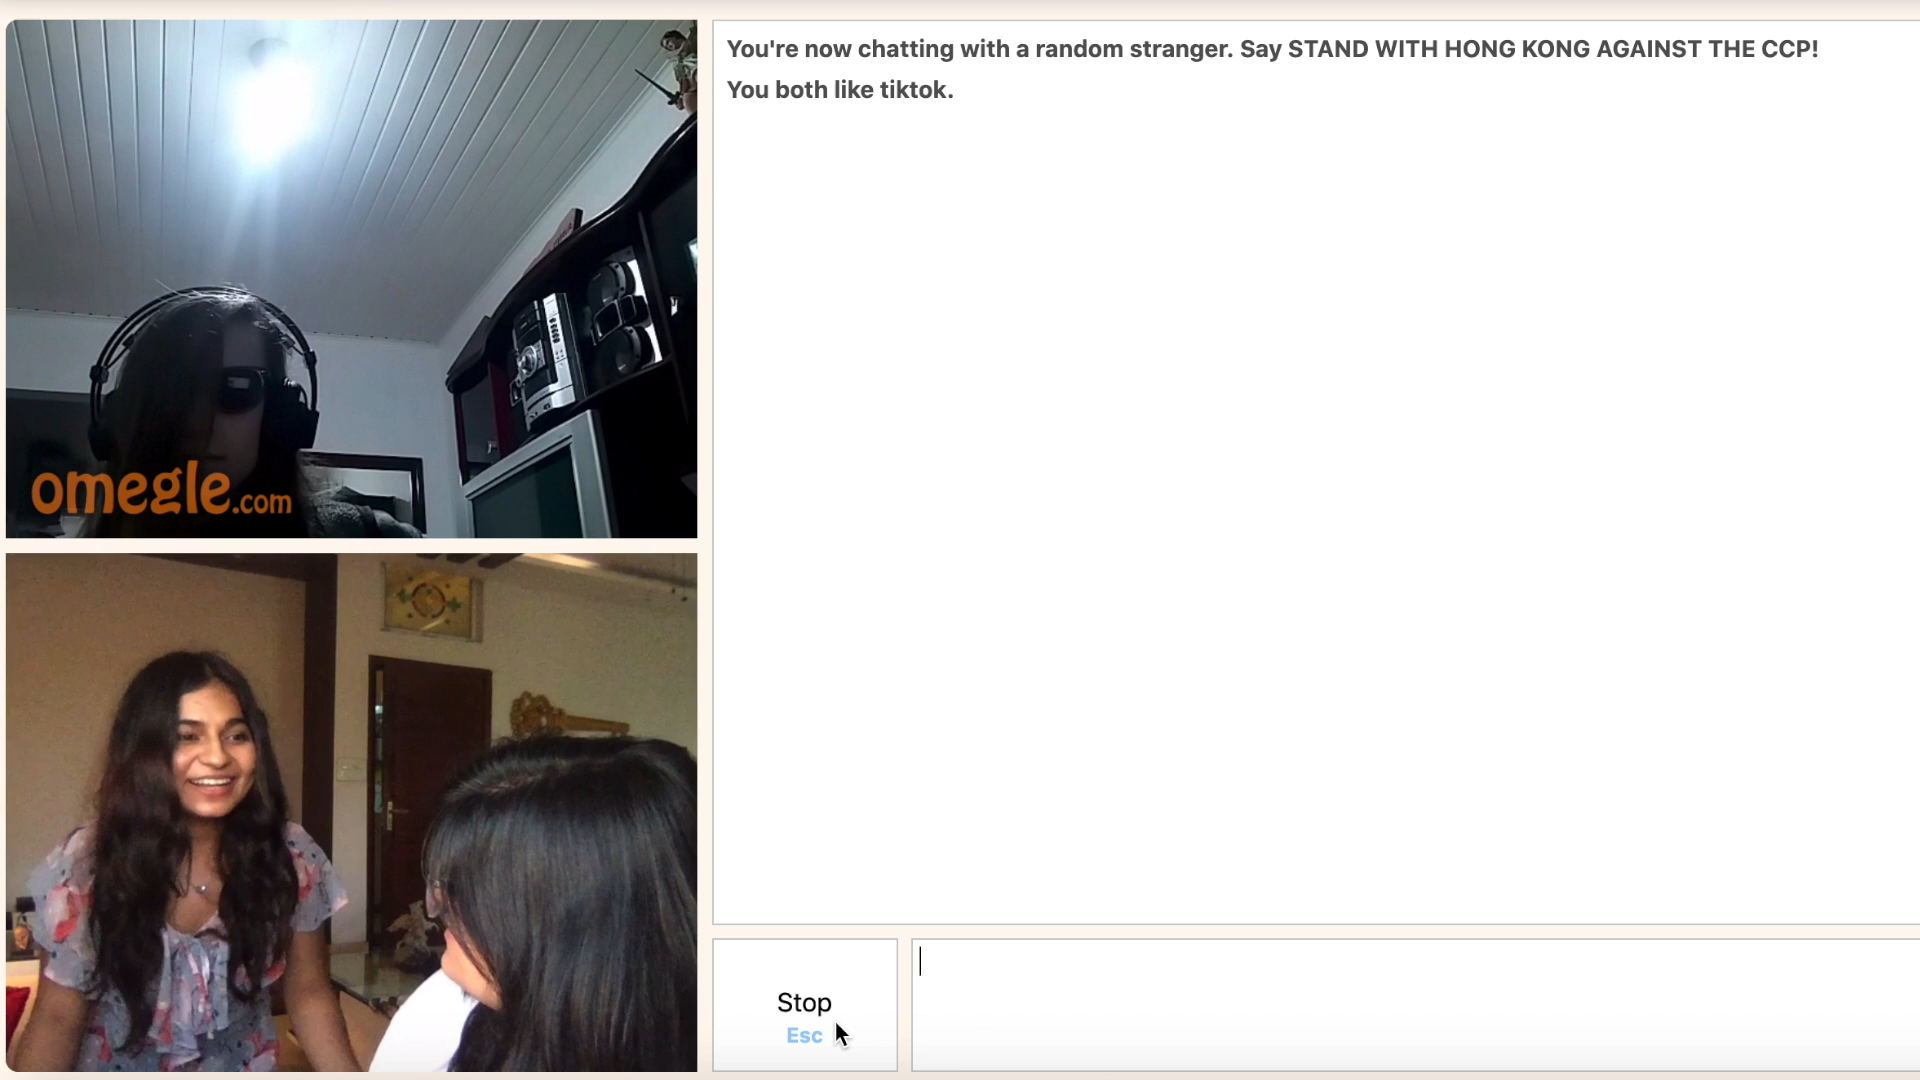 You're now chatting with a random stranger. Say STAND WITH HONG KONG AGAINST THE CCP!
You both like tiktok.
omegle.com
Stop
Esc